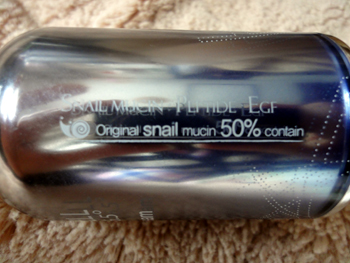 SNAIL MUCIN · PEPTIDE · EGF
Original snail mucin 50% contain